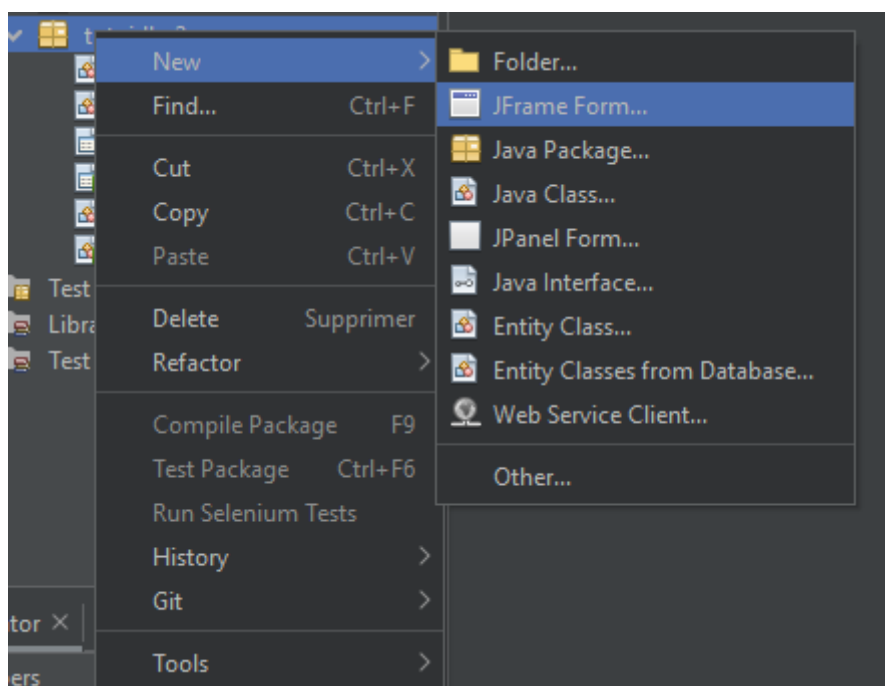 New
Find... Ctrl+F
Cut Ctrl+X
Copy Ctrl+C
Paste Ctrl+V
Delete Supprimer
Refactor
Compile Package F9
Test Package Ctrl+F6
Run Selenium Tests
History
Git
Tools
Folder...
JFrame Form...
Java Package...
Java Class...
JPanel Form...
Java Interface...
Entity Class...
Entity Classes from Database...
Web Service Client...
Other...
Test
Libra
Test
tor
bers